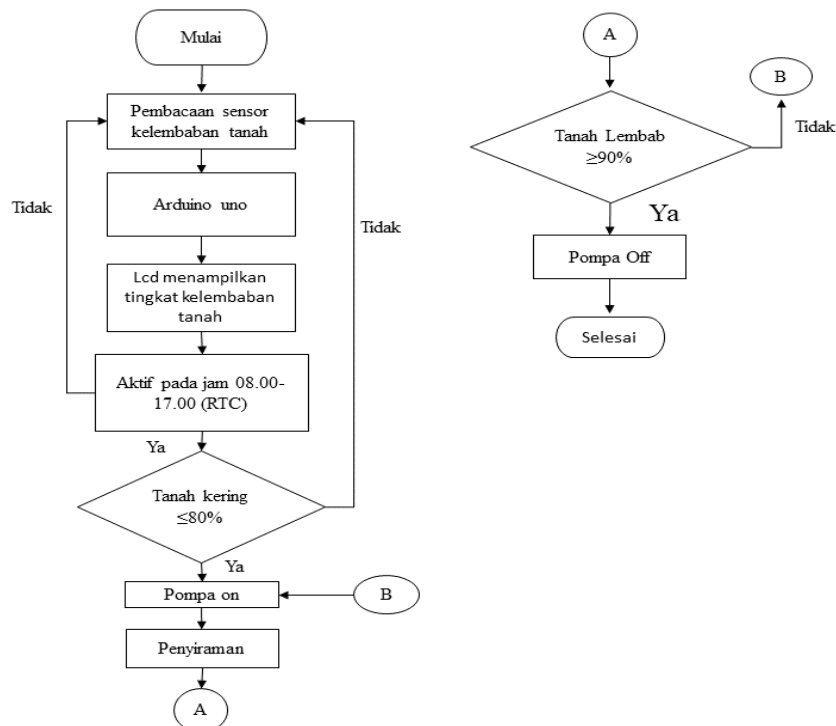 Mulai
Pembacaan sensor
kelembaban tanah
Tidak
Arduino uno
Tidak
Lcd menampilkan
tingkat kelembaban
tanah
Aktif pada jam 08.00-
17.00 (RTC)
Ya
Tanah kering
≤80%
Ya
Pompa on
B
Penyiraman
A
A
B
Tanah Lembab
≥90%
Tidak
Ya
Pompa Off
Selesai